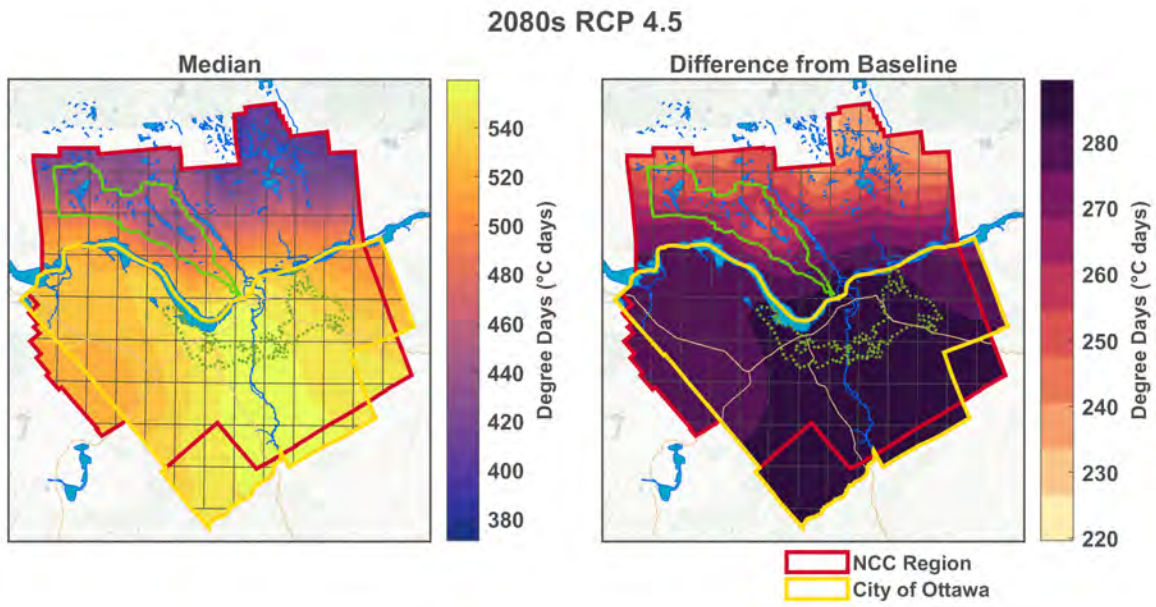 2080s RCP 4.5
Median
Difference from Baseline
540
520
500
480
460
440
420
400
380
Degree Days (°C days)
280
270
260
250
240
230
220
Degree Days (°C days)
NCC Region
City of Ottawa